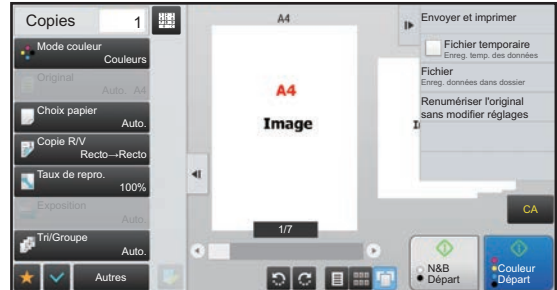 Copies 1
Mode couleur
Couleurs
Original
Auto. A4
Choix papier
Auto.
Copie R/V
Recto→Recto
Taux de repro.
100%
Exposition
Auto.
Tri/Groupe
Auto.
Autres
A4
A4
Image
1/7
Envoyer et imprimer
Fichier temporaire
Enreg. temp. des données
Fichier
Enreg. données dans dossier
Renumériser l'original
sans modifier réglages
CA
N&B
Départ
Couleur
Départ